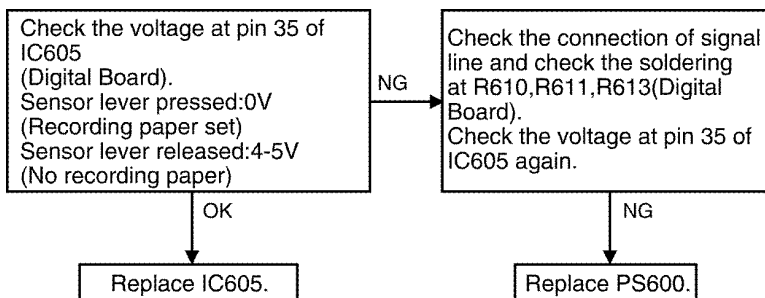 Check the voltage at pin 35 of
IC605
(Digital Board).
Sensor lever pressed:0V
(Recording paper set)
Sensor lever released:4-5V
(No recording paper)
NG
Check the connection of signal
line and check the soldering
at R610,R611,R613(Digital
Board).
Check the voltage at pin 35 of
IC605 again.
OK
NG
Replace IC605.
Replace PS600.